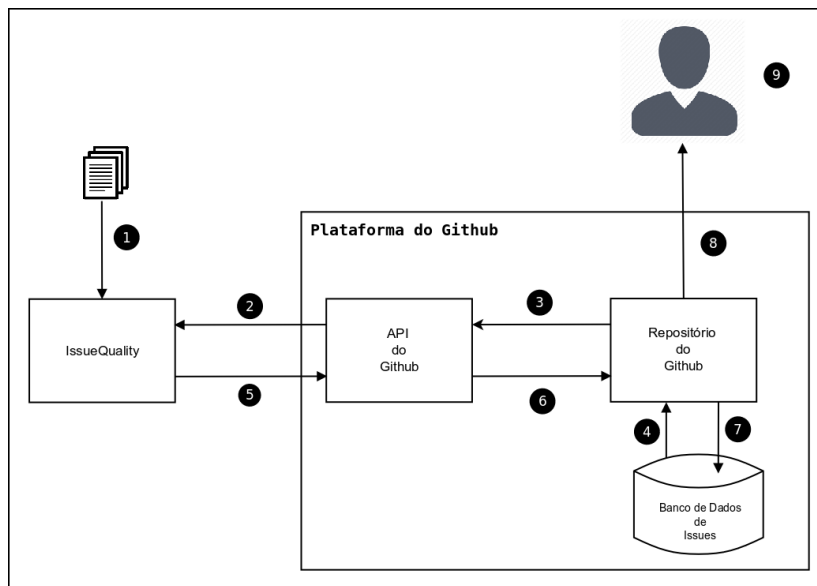 9
1
Plataforma do Github
8
2
3
IssueQuality
API
do
Github
Repositório
do
Github
5
6
4
7
Banco de Dados
de
Issues